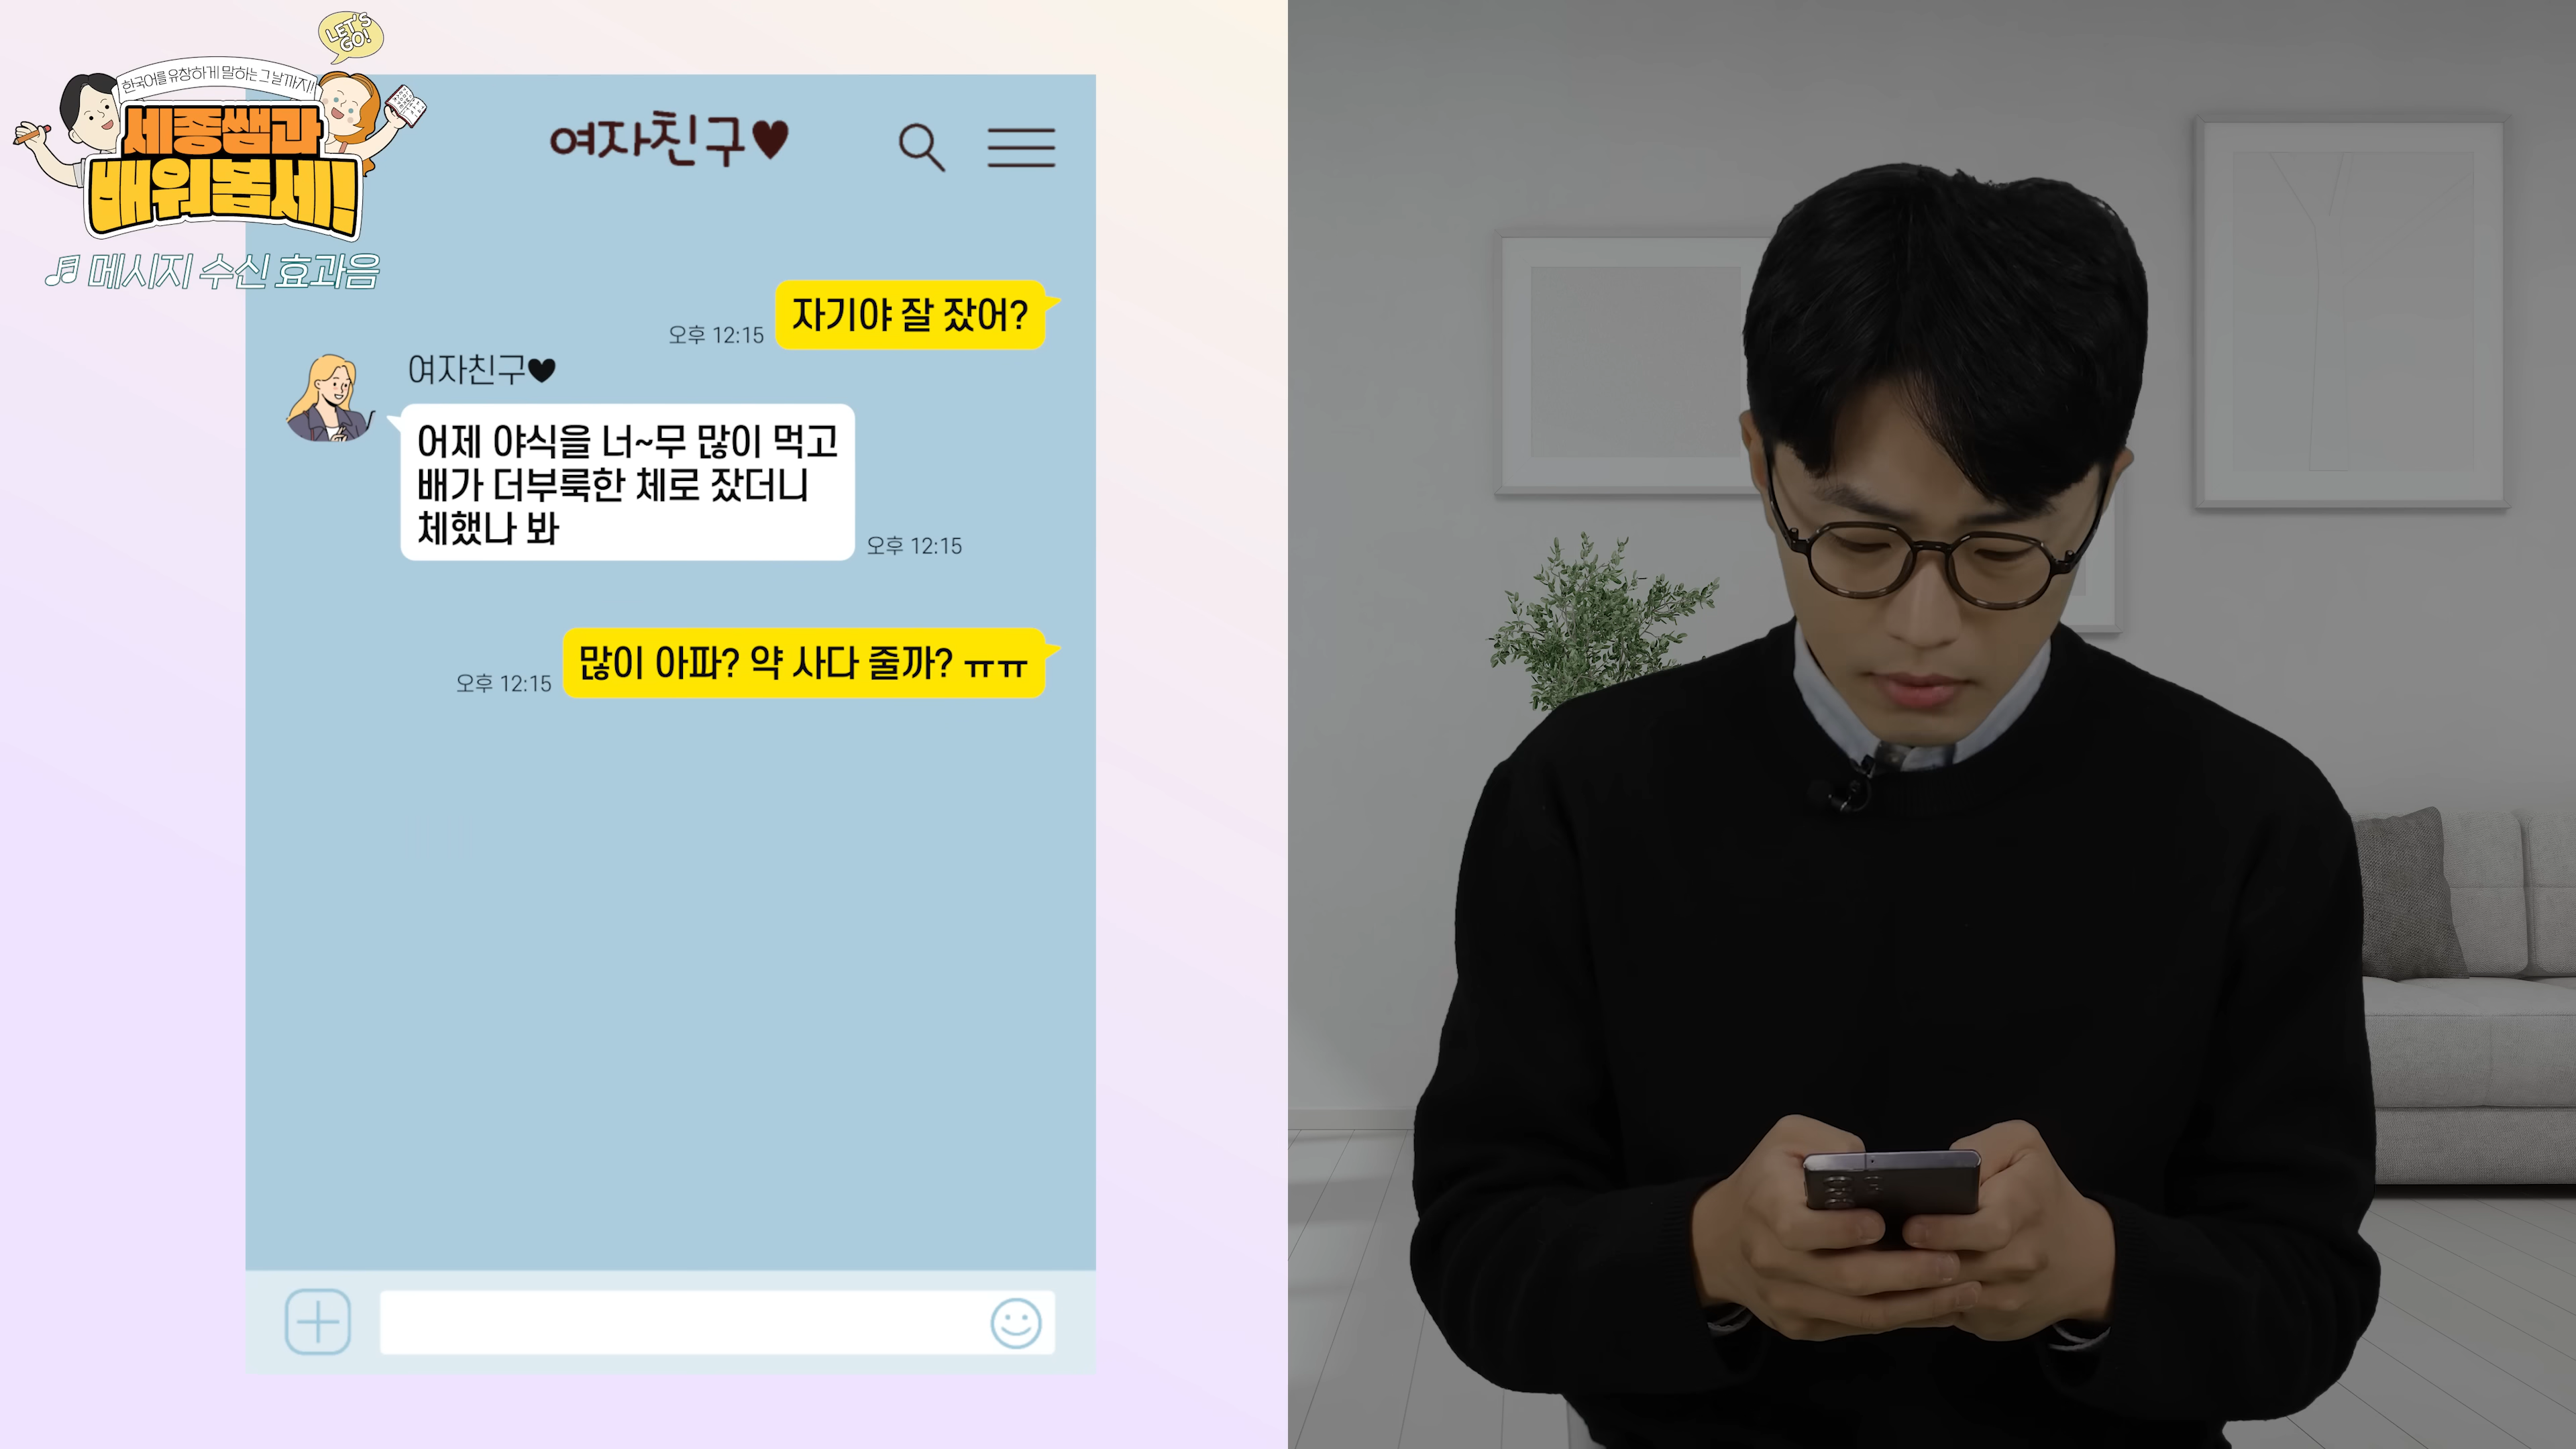 LET'S
GO!
한국어를 유창하게 말하는 그 날까지!
세종쌤과
배워봅세!
♬ 메시지 수신 효과음
여자친구♥
자기야 잘 잤어?
오후 12:15
여자친구♥
어제 야식을 너~무 많이 먹고
배가 더부룩한 체로 잤더니
체했나 봐
오후 12:15
많이 아파? 약 사다 줄까? ㅠㅠ
오후 12:15